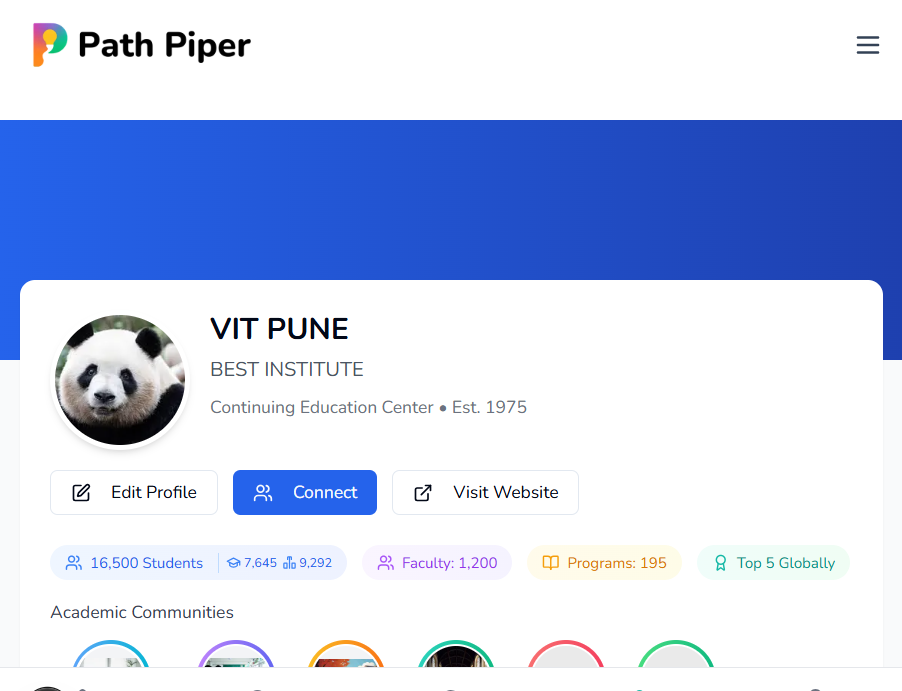 Path Piper
VIT PUNE
BEST INSTITUTE
Continuing Education Center • Est. 1975
Edit Profile
Connect
Visit Website
16,500 Students 7,645 9,292
Faculty: 1,200
Programs: 195
Top 5 Globally
Academic Communities